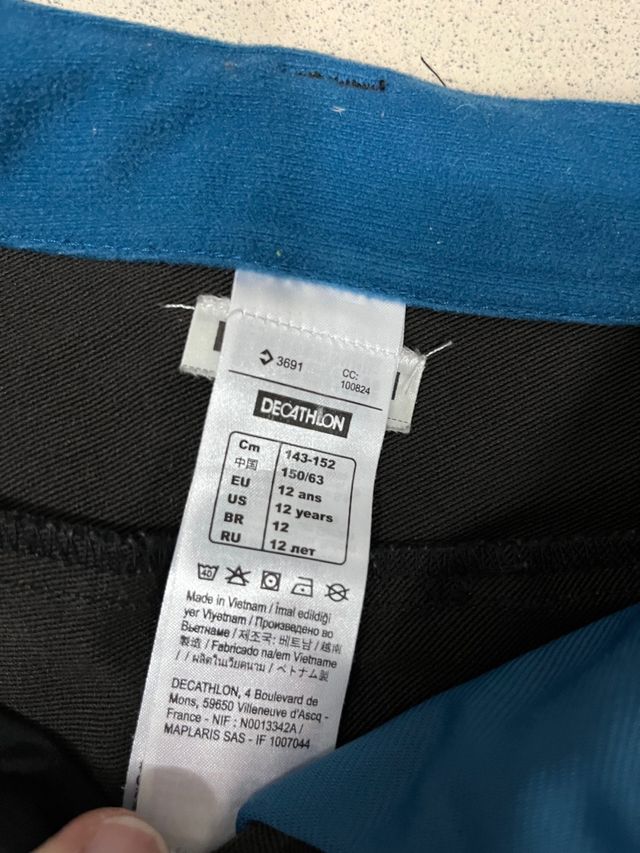 3691
CC:
100824
DECATHLON
Cm 143-152
中国 150/63
EU 12 ans
US 12 years
BR 12
RU 12 лет
40
Made in Vietnam / İmal edildiği
yer Vİyetnam / Произведено во
Вьетнаме / 제조국: 베트남 / 越南
製造 / Fabricado na/em Vietname
/ / ผลิตในเวียดนาม / ベトナム製
DECATHLON, 4 Boulevard de
Mons, 59650 Villeneuve d'Ascq -
France - NIF : N0013342A /
MAPLARIS SAS - IF 1007044